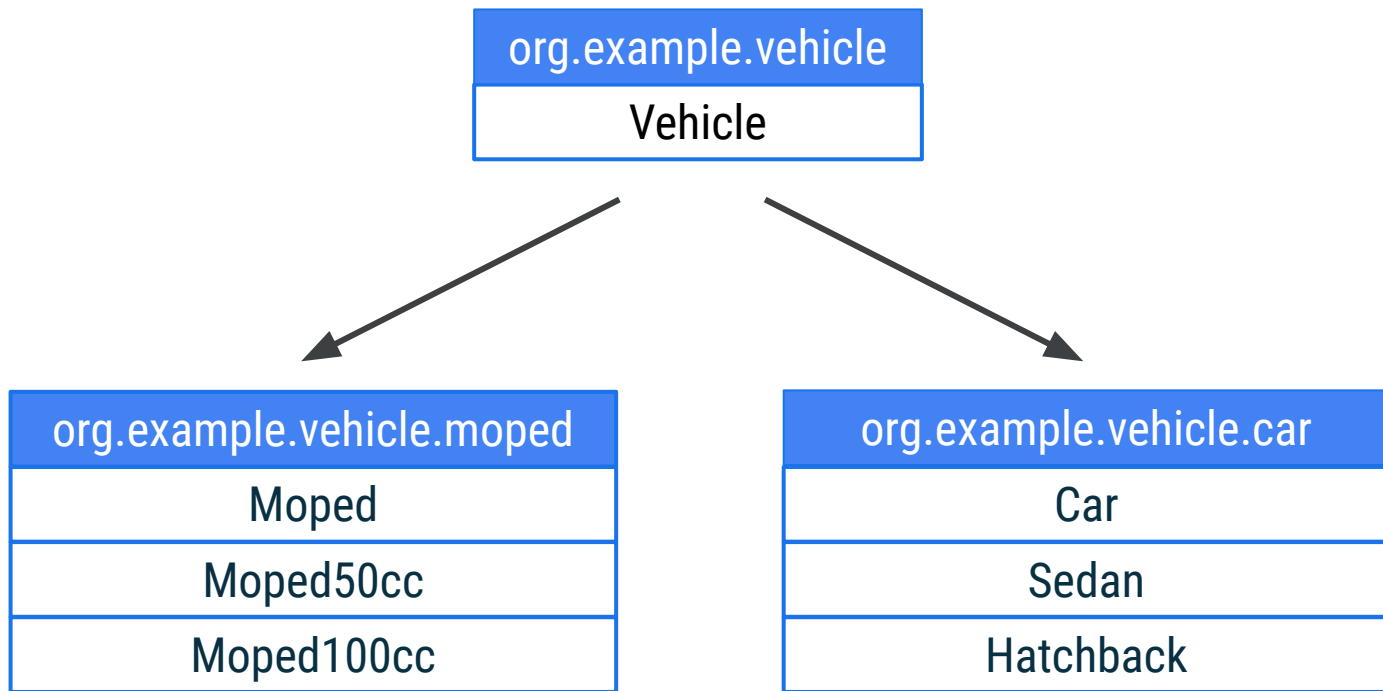 org.example.vehicle
Vehicle
org.example.vehicle.moped
Moped
Moped50cc
Moped100cc
org.example.vehicle.car
Car
Sedan
Hatchback